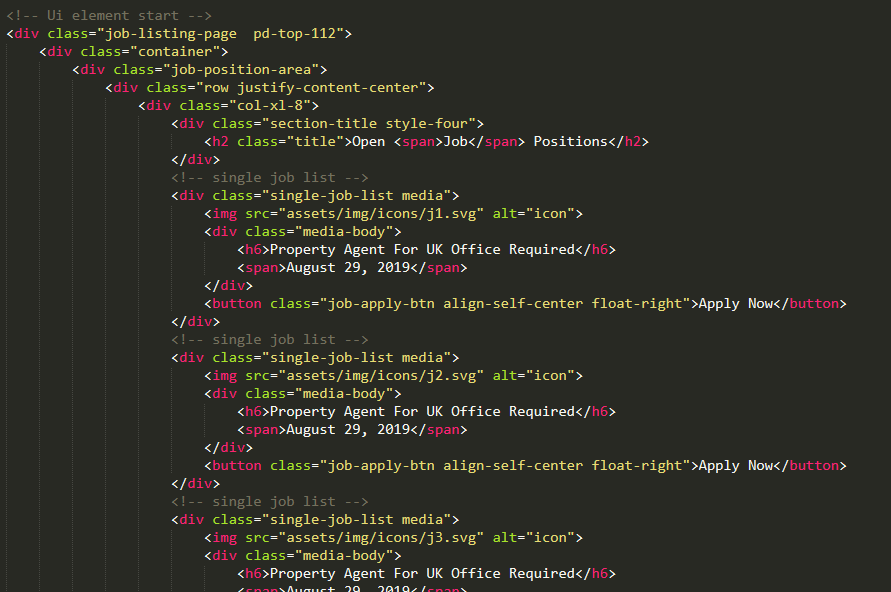 <!-- Ui element start -->
<div class="job-listing-page  pd-top-112">
    <div class="container">
        <div class="job-position-area">
            <div class="row justify-content-center">
                <div class="col-xl-8">
                    <div class="section-title style-four">
                        <h2 class="title">Open <span>Job</span> Positions</h2>
                    </div>
                    <!-- single job list -->
                    <div class="single-job-list media">
                        <img src="assets/img/icons/j1.svg" alt="icon">
                        <div class="media-body">
                            <h6>Property Agent For UK Office Required</h6>
                            <span>August 29, 2019</span>
                        </div>
                        <button class="job-apply-btn align-self-center float-right">Apply Now</button>
                    </div>
                    <!-- single job list -->
                    <div class="single-job-list media">
                        <img src="assets/img/icons/j2.svg" alt="icon">
                        <div class="media-body">
                            <h6>Property Agent For UK Office Required</h6>
                            <span>August 29, 2019</span>
                        </div>
                        <button class="job-apply-btn align-self-center float-right">Apply Now</button>
                    </div>
                    <!-- single job list -->
                    <div class="single-job-list media">
                        <img src="assets/img/icons/j3.svg" alt="icon">
                        <div class="media-body">
                            <h6>Property Agent For UK Office Required</h6>
                            <span>August 29, 2019</span>